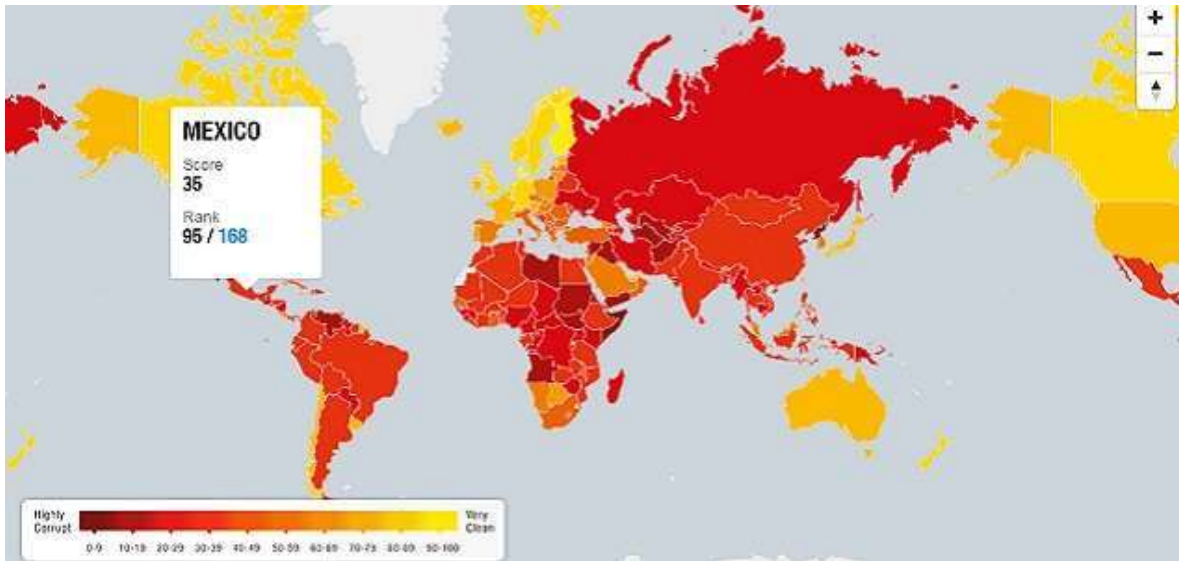 +
−
MEXICO
Score
35
Rank
95 / 168
Highly Very
Corrupt Clean
0-9 10-19 20-29 30-39 40-49 50-59 60-69 70-79 80-89 90-100